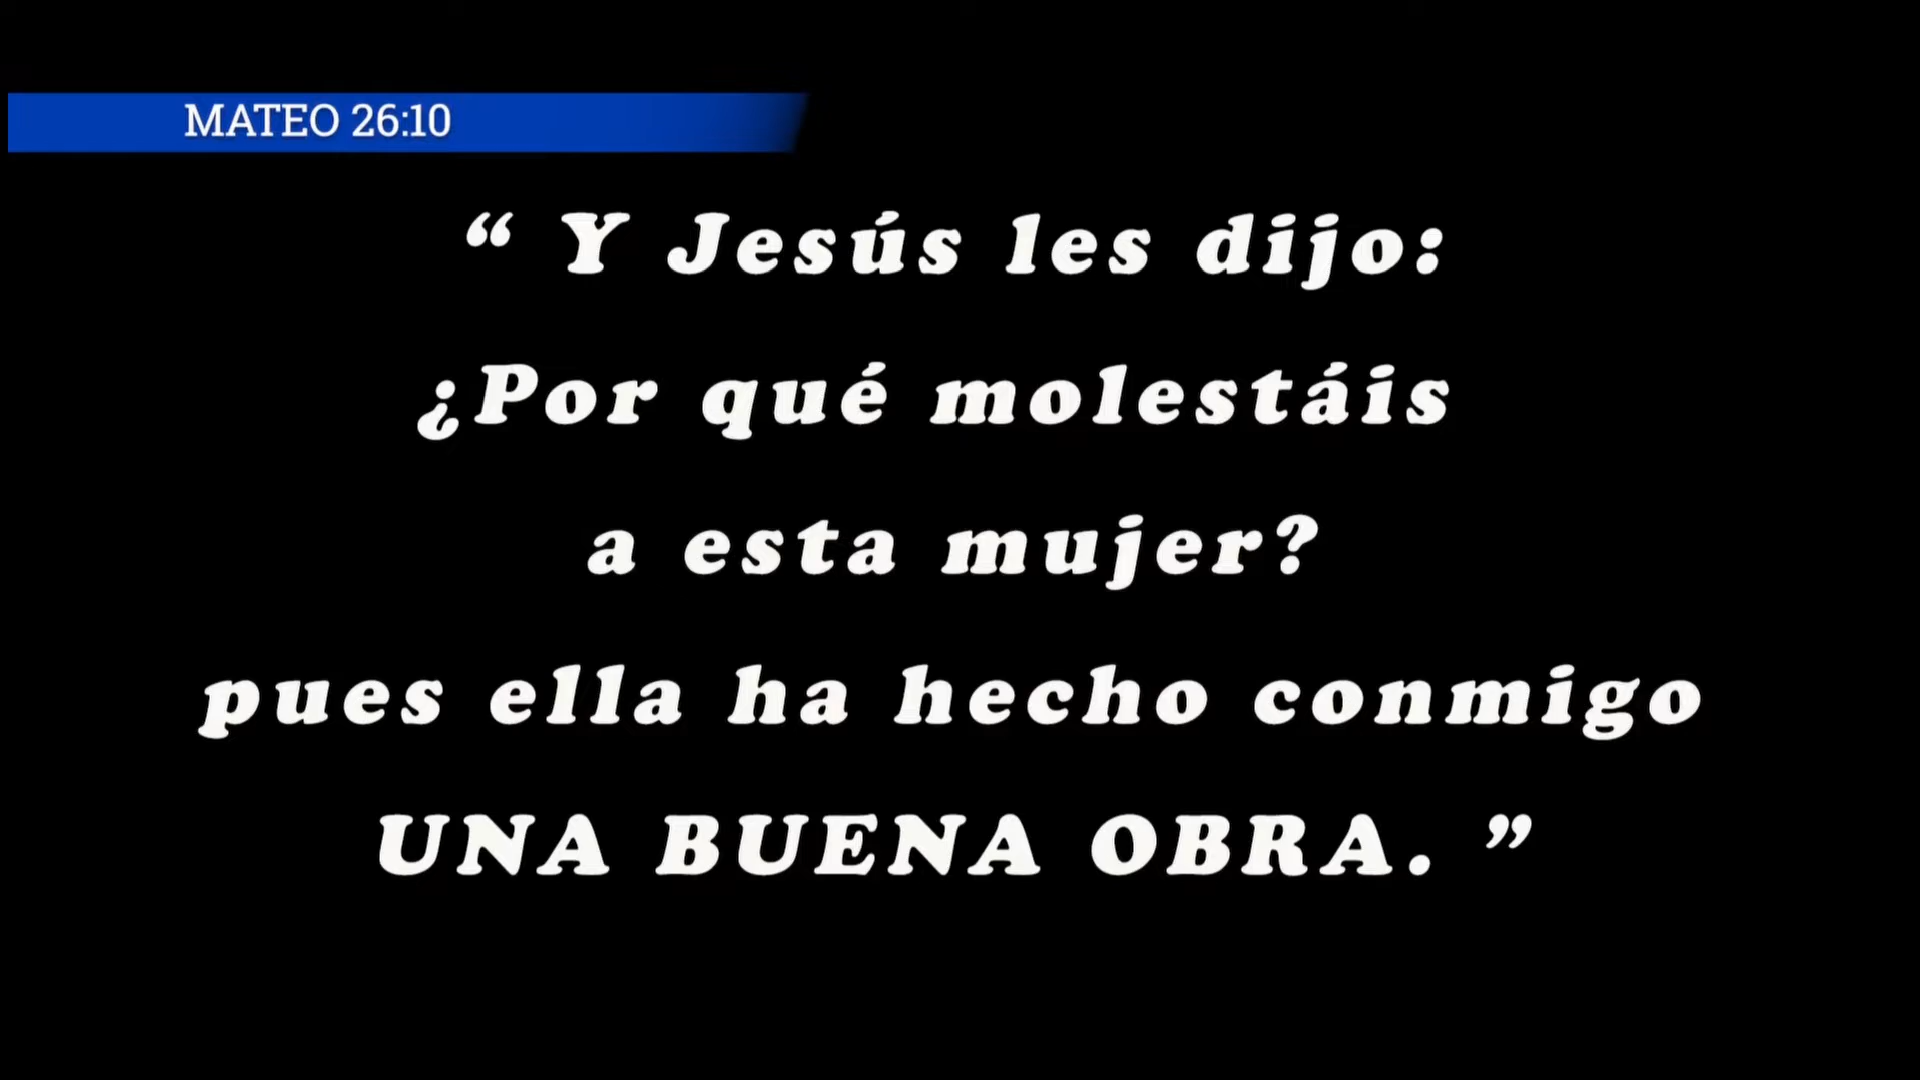 MATEO 26:10
“ Y Jesús les dijo:
¿Por qué molestáis
a esta mujer?
pues ella ha hecho conmigo
UNA BUENA OBRA. ”